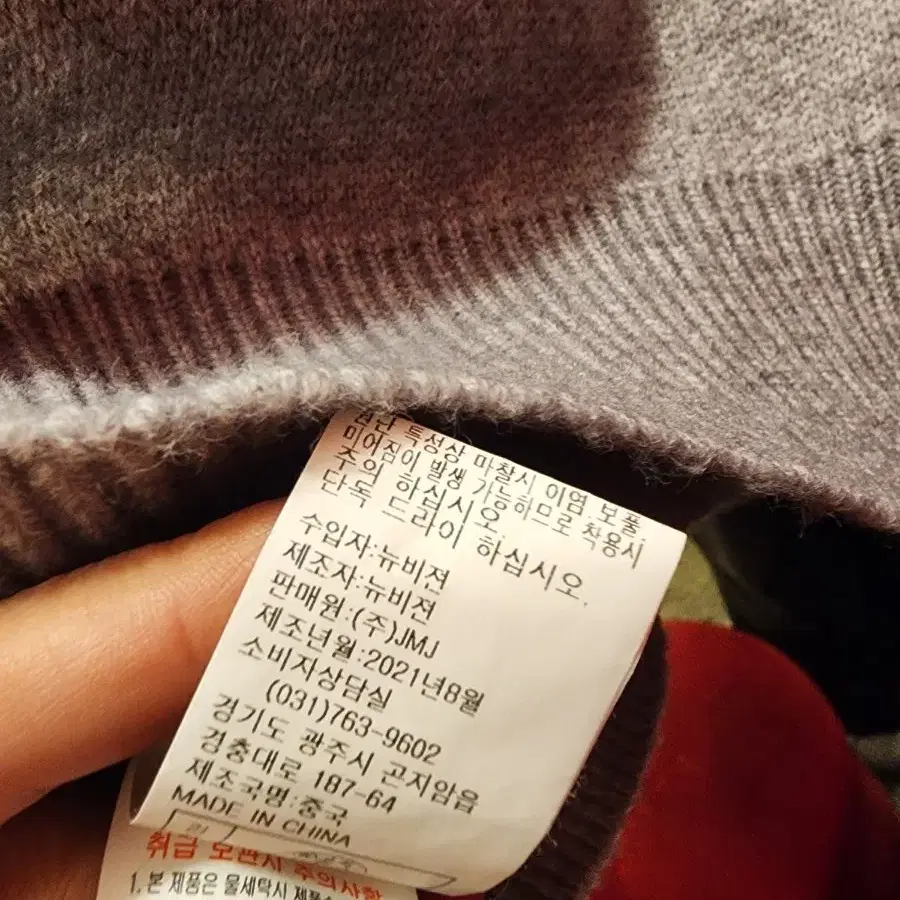 원단 특성상 마찰시 이염 보풀,
미어짐이 발생 가능하므로 착용시
주의 하십시오.
단독 드라이 하십시오.
수입자:뉴비젼
제조자:뉴비젼
판매원:(주)JMJ
제조년월:2021년8월
소비자상담실
(031)763-9602
경기도 광주시 곤지암읍
경충대로 187-64
제조국명:중국
MADE IN CHINA
취급 보관시 주의사항
1. 본 제품은 물세탁시